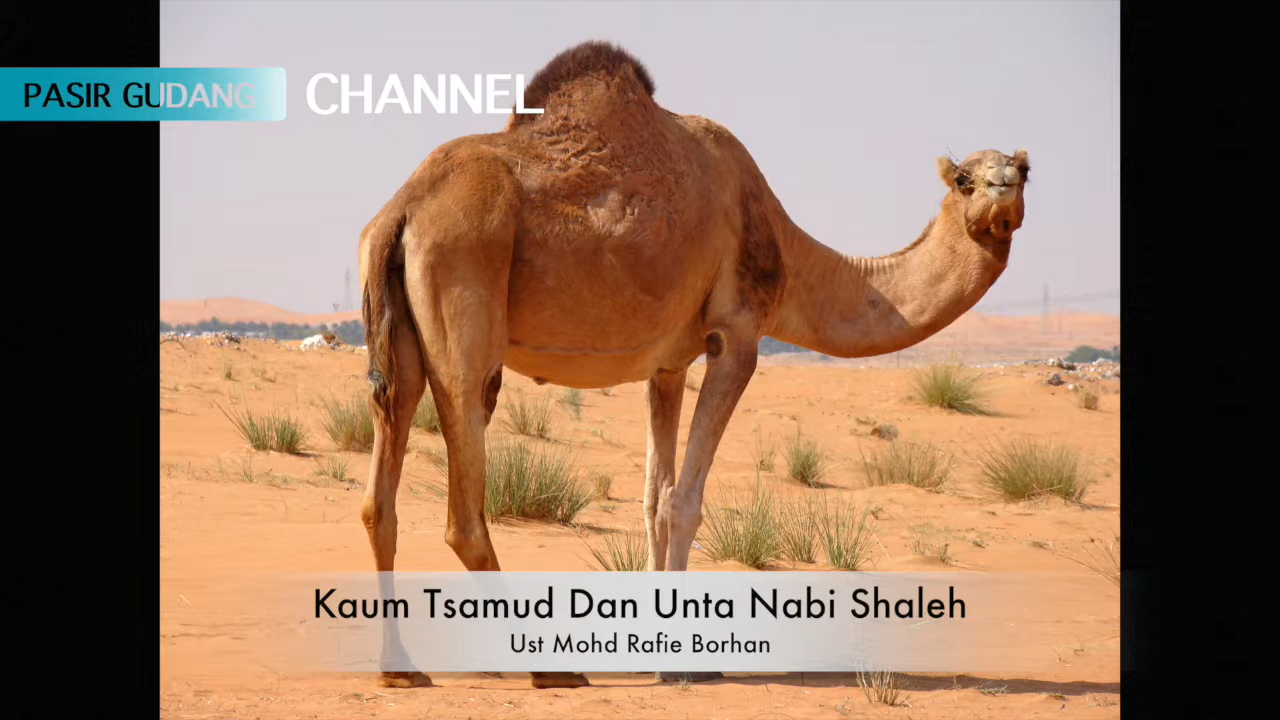 PASIR GUDANG CHANNEL
Kaum Tsamud Dan Unta Nabi Shaleh
Ust Mohd Rafie Borhan